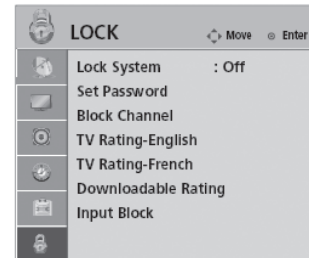 LOCK Move Enter
Lock System : Off
Set Password
Block Channel
TV Rating-English
TV Rating-French
Downloadable Rating
Input Block